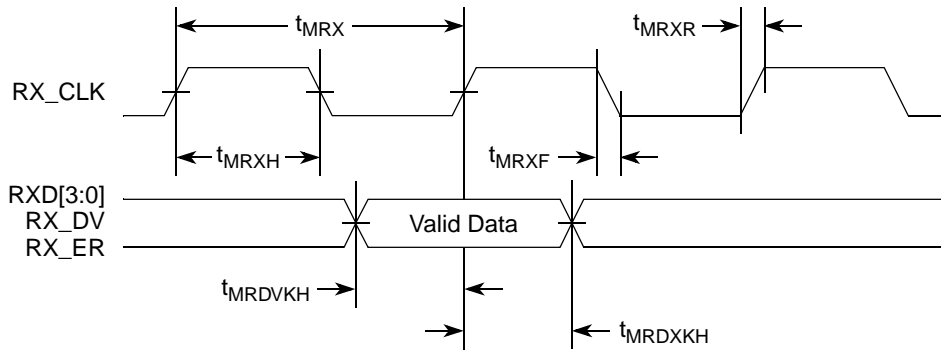 tMRX
tMRXR
RX_CLK
tMRXH
tMRXF
RXD[3:0]
RX_DV
Valid Data
RX_ER
tMRDVKH
tMRDXKH